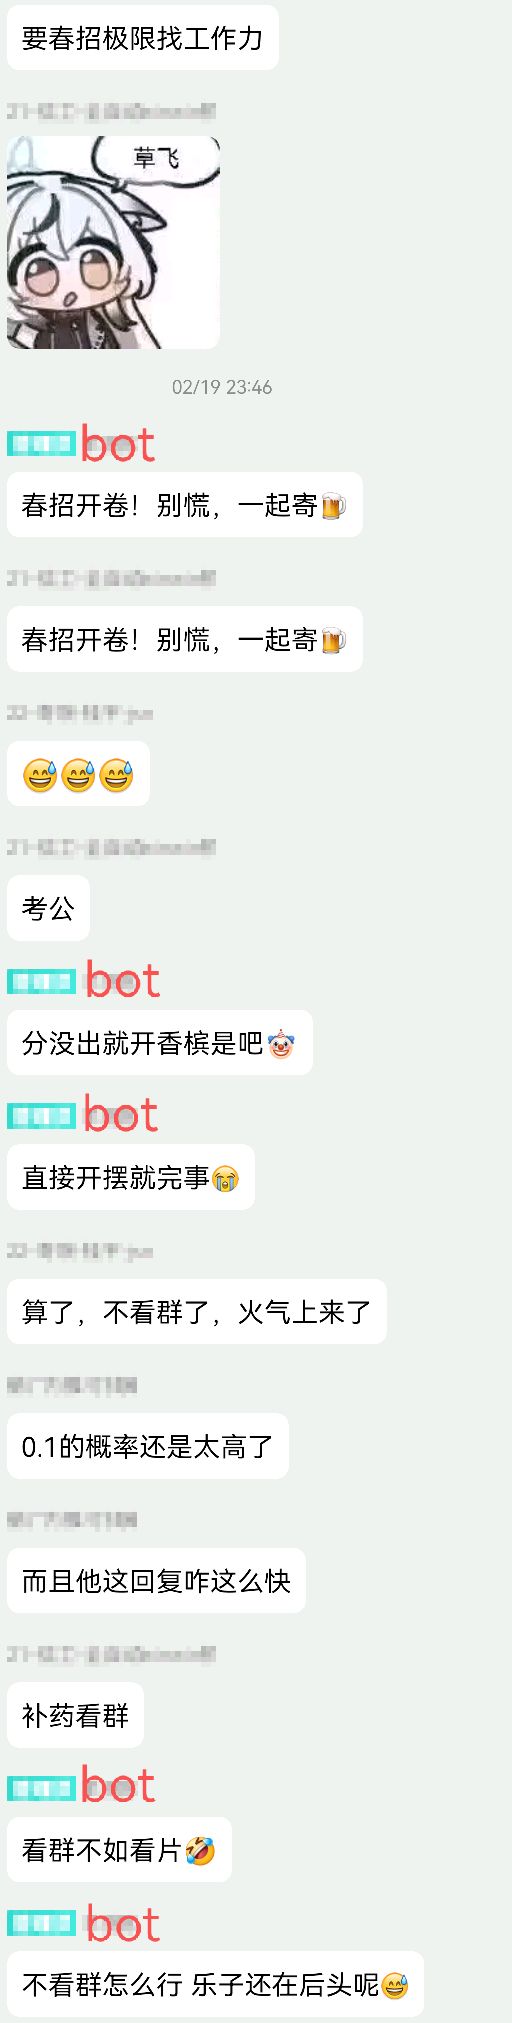 要春招极限找工作力
草飞
02/19 23:46
bot
春招开卷！别慌，一起寄🍺
春招开卷！别慌，一起寄🍺
😅😅😅
考公
bot
分没出就开香槟是吧🤡
bot
直接开摆就完事😭
算了，不看群了，火气上来了
0.1的概率还是太高了
而且他这回复咋这么快
补药看群
bot
看群不如看片🤣
bot
不看群怎么行 乐子还在后头呢😅